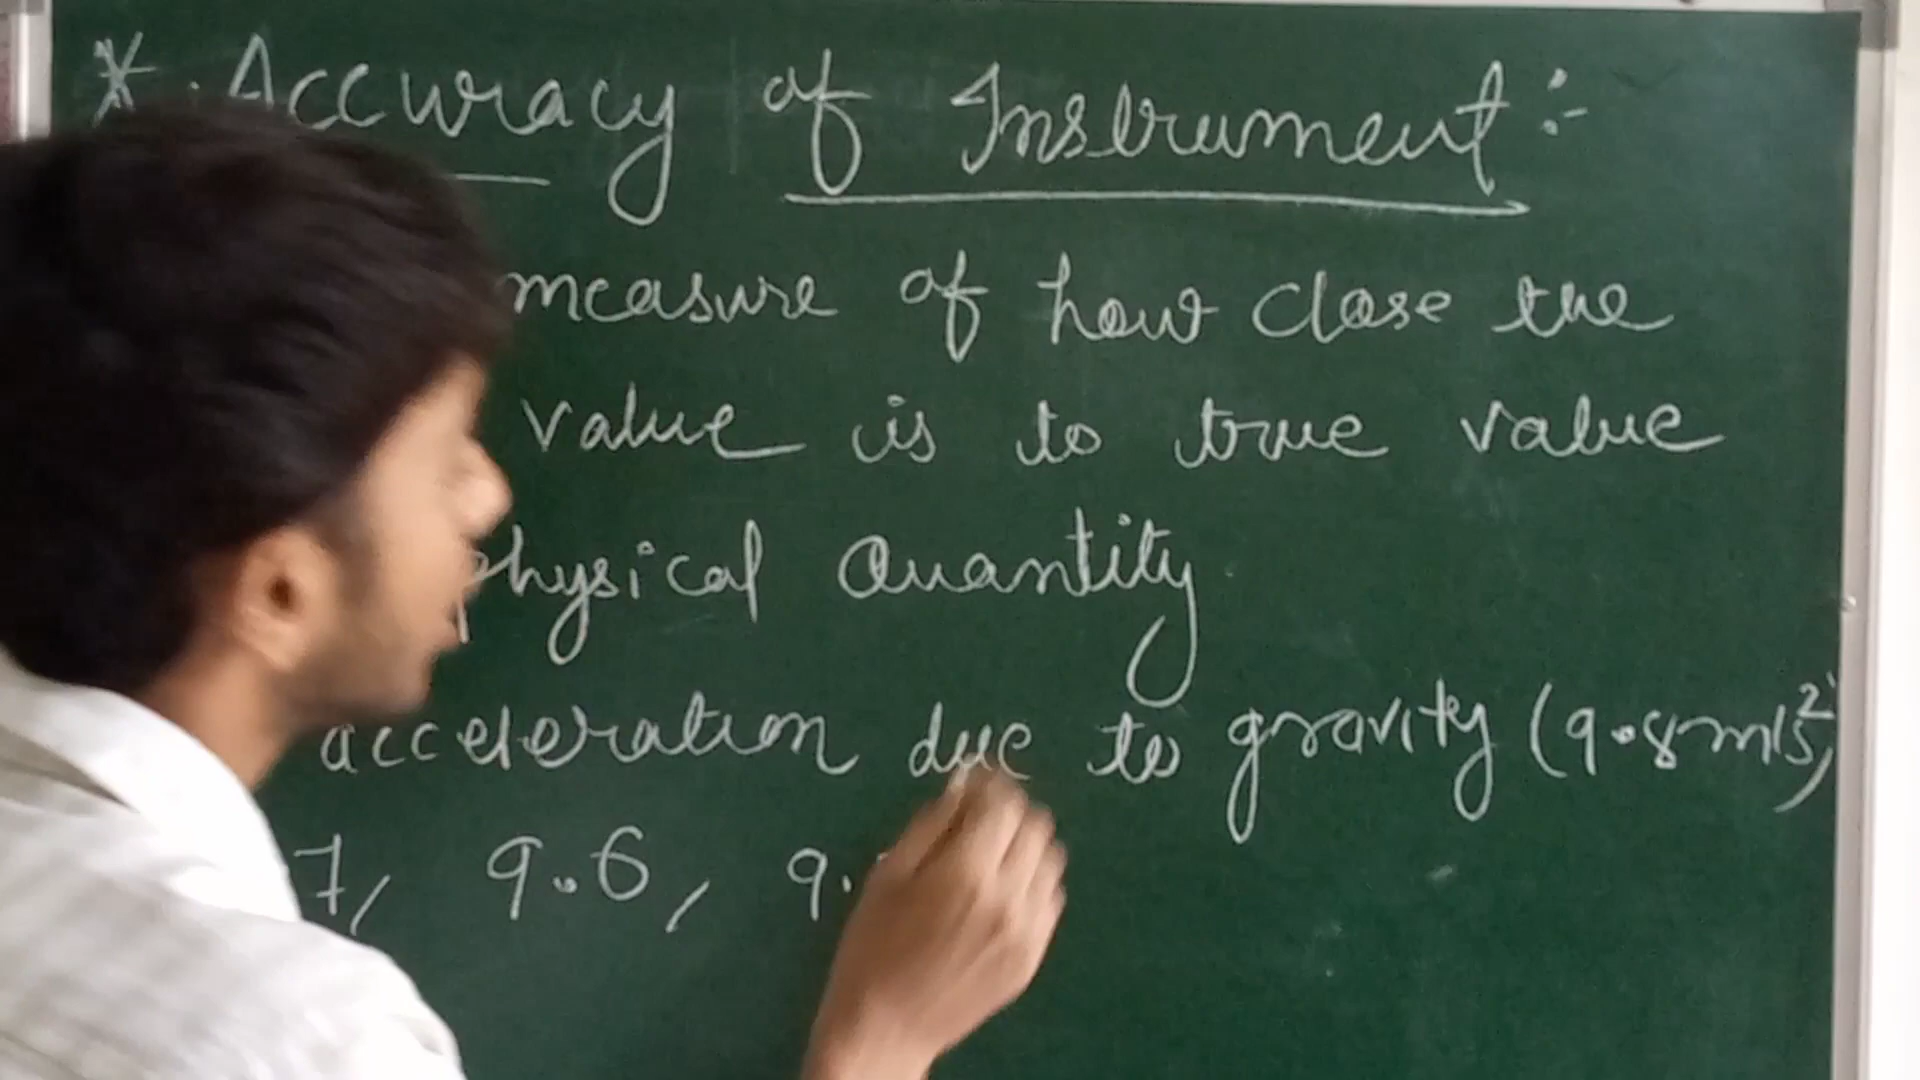 * Accuracy of Instrument :-
measure of how close the
value is to true value
physical Quantity
acceleration due to gravity (9.8m/s²)
7, 9.6, 9.